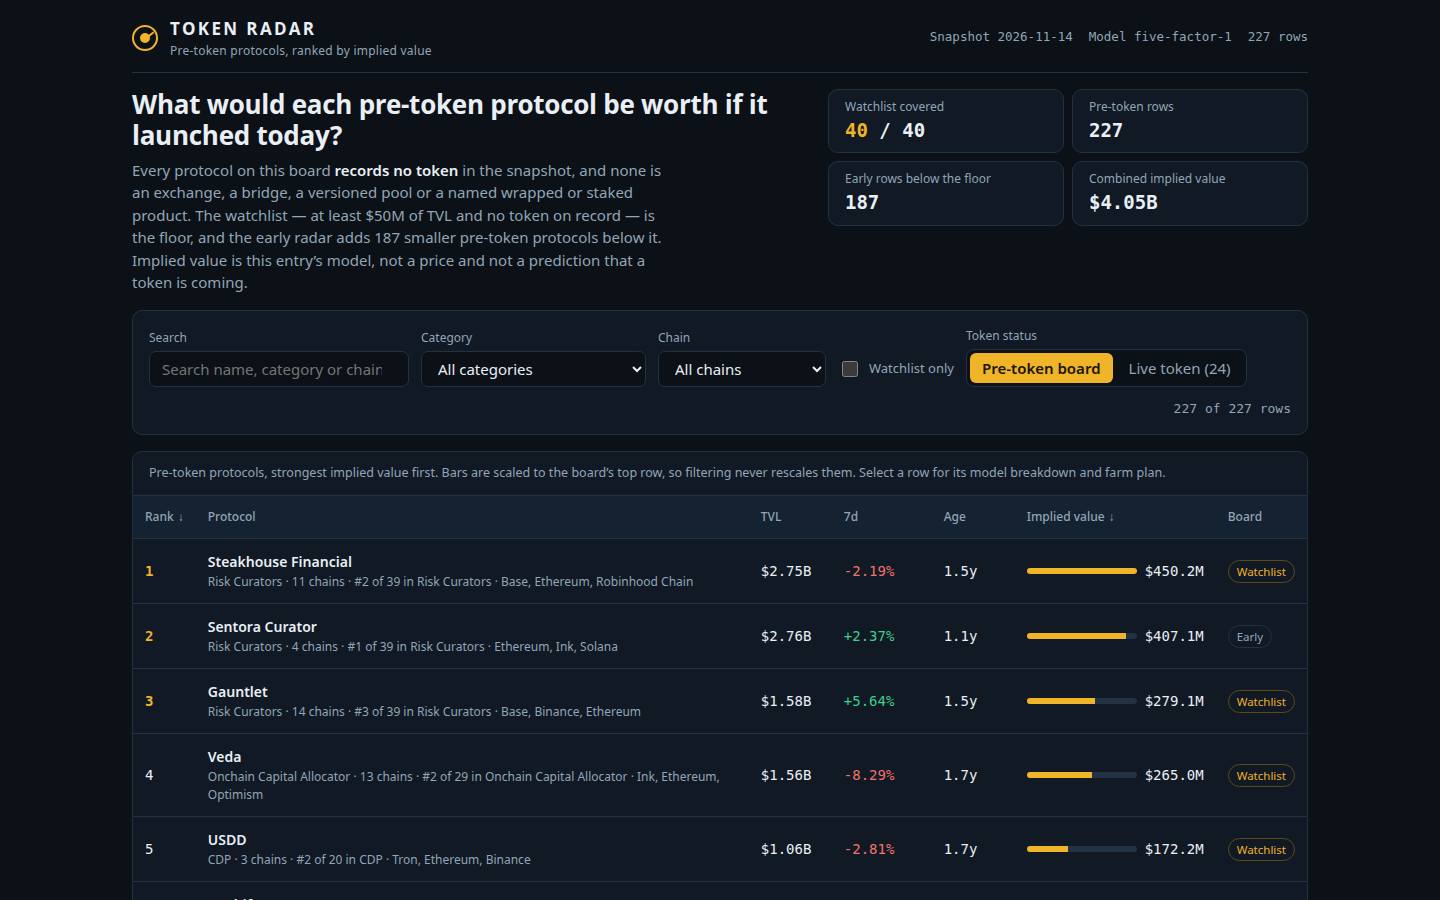 TOKEN RADAR
Pre-token protocols, ranked by implied value
Snapshot 2026-11-14 Model five-factor-1 227 rows
What would each pre-token protocol be worth if it
launched today?
Every protocol on this board records no token in the snapshot, and none is
an exchange, a bridge, a versioned pool or a named wrapped or staked
product. The watchlist — at least $50M of TVL and no token on record — is
the floor, and the early radar adds 187 smaller pre-token protocols below it.
Implied value is this entry’s model, not a price and not a prediction that a
token is coming.
Watchlist covered
40 / 40
Pre-token rows
227
Early rows below the floor
187
Combined implied value
$4.05B
Search
Search name, category or chain
Category
All categories
Chain
All chains
Watchlist only
Token status
Pre-token board
Live token (24)
227 of 227 rows
Pre-token protocols, strongest implied value first. Bars are scaled to the board’s top row, so filtering never rescales them. Select a row for its model breakdown and farm plan.
Rank ↓ Protocol TVL 7d Age Implied value ↓ Board
1 Steakhouse Financial $2.75B -2.19% 1.5y $450.2M Watchlist
Risk Curators · 11 chains · #2 of 39 in Risk Curators · Base, Ethereum, Robinhood Chain
2 Sentora Curator $2.76B +2.37% 1.1y $407.1M Early
Risk Curators · 4 chains · #1 of 39 in Risk Curators · Ethereum, Ink, Solana
3 Gauntlet $1.58B +5.64% 1.5y $279.1M Watchlist
Risk Curators · 14 chains · #3 of 39 in Risk Curators · Base, Binance, Ethereum
4 Veda $1.56B -8.29% 1.7y $265.0M Watchlist
Onchain Capital Allocator · 13 chains · #2 of 29 in Onchain Capital Allocator · Ink, Ethereum,
Optimism
5 USDD $1.06B -2.81% 1.7y $172.2M Watchlist
CDP · 3 chains · #2 of 20 in CDP · Tron, Ethereum, Binance